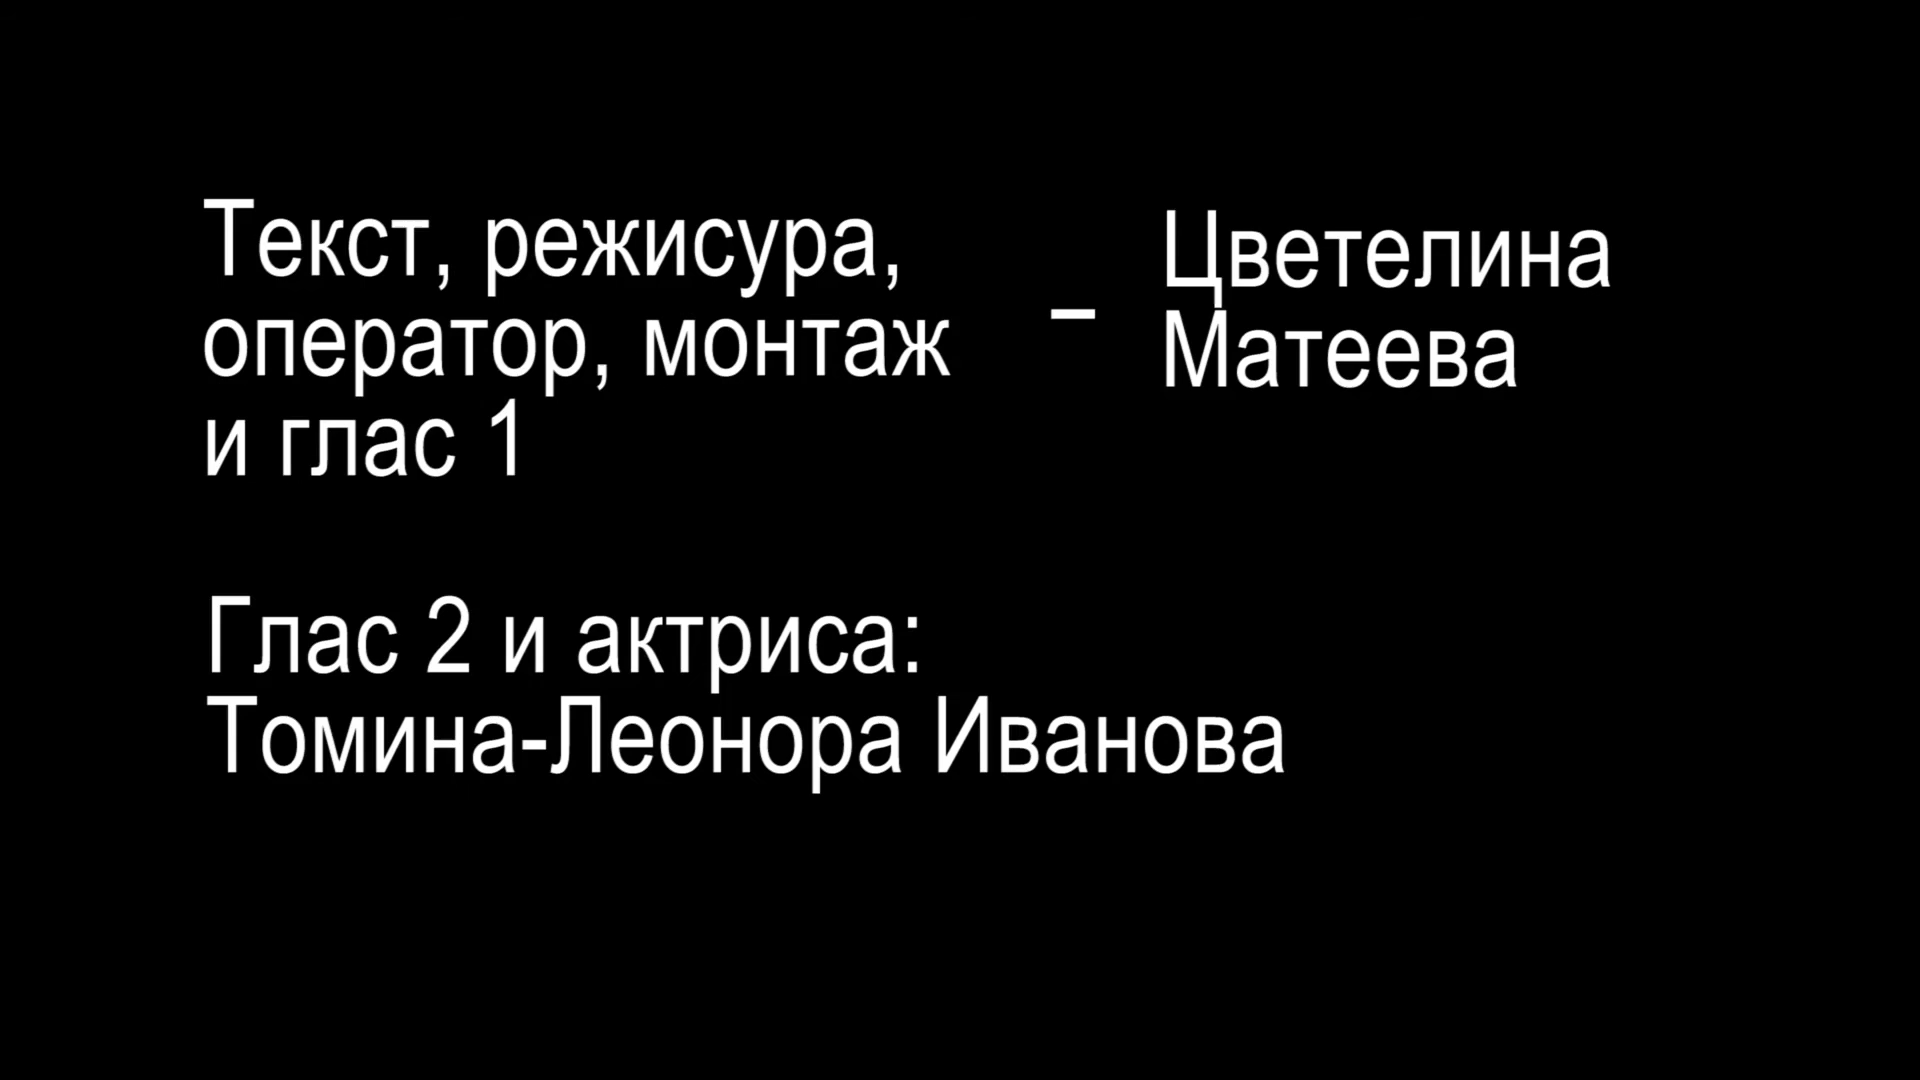 Текст, режисура,
оператор, монтаж
и глас 1
–
Цветелина
Матеева
Глас 2 и актриса:
Томина-Леонора Иванова